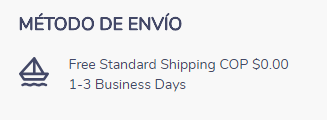 MÉTODO DE ENVÍO
Free Standard Shipping COP $0.00
1-3 Business Days